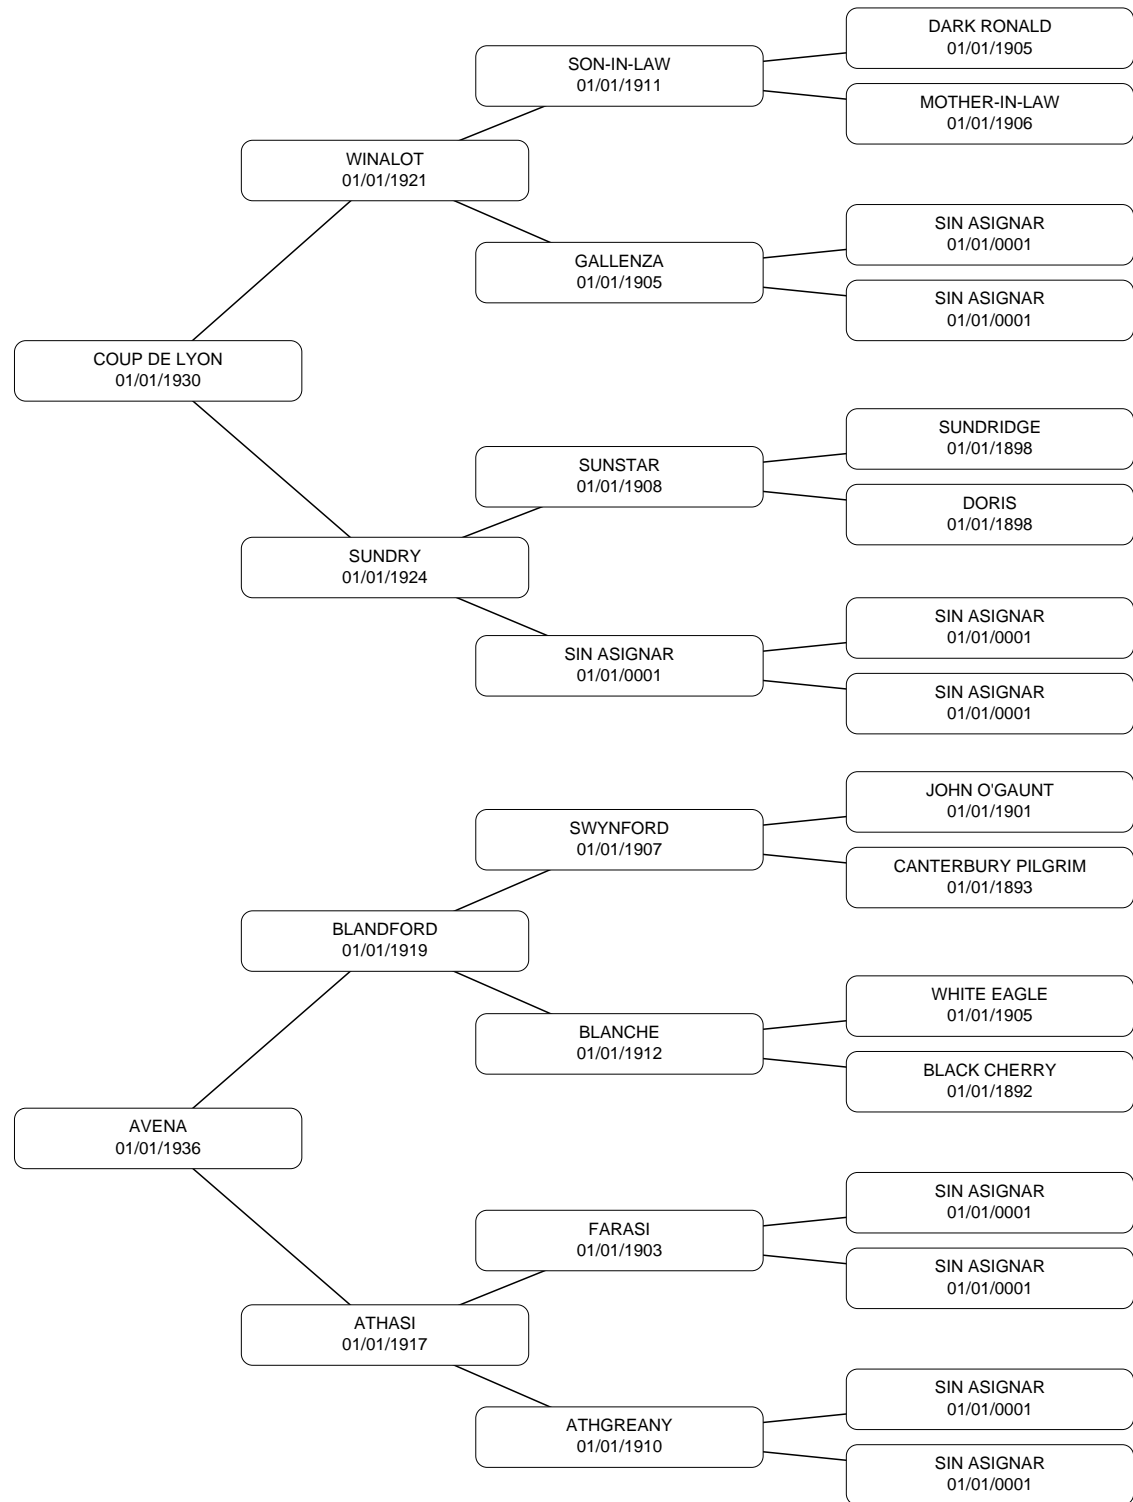 DARK RONALD
01/01/1905
SON-IN-LAW
01/01/1911
MOTHER-IN-LAW
01/01/1906
WINALOT
01/01/1921
SIN ASIGNAR
01/01/0001
GALLENZA
01/01/1905
SIN ASIGNAR
01/01/0001
COUP DE LYON
01/01/1930
SUNDRIDGE
01/01/1898
SUNSTAR
01/01/1908
DORIS
01/01/1898
SUNDRY
01/01/1924
SIN ASIGNAR
01/01/0001
SIN ASIGNAR
01/01/0001
SIN ASIGNAR
01/01/0001
JOHN O'GAUNT
01/01/1901
SWYNFORD
01/01/1907
CANTERBURY PILGRIM
01/01/1893
BLANDFORD
01/01/1919
WHITE EAGLE
01/01/1905
BLANCHE
01/01/1912
BLACK CHERRY
01/01/1892
AVENA
01/01/1936
SIN ASIGNAR
01/01/0001
FARASI
01/01/1903
SIN ASIGNAR
01/01/0001
ATHASI
01/01/1917
SIN ASIGNAR
01/01/0001
ATHGREANY
01/01/1910
SIN ASIGNAR
01/01/0001